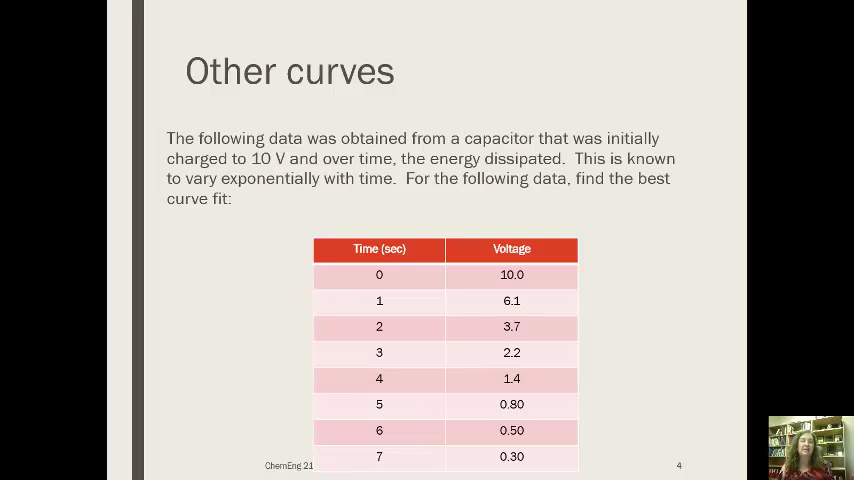 Other curves
The following data was obtained from a capacitor that was initially
charged to 10 V and over time, the energy dissipated. This is known
to vary exponentially with time. For the following data, find the best
curve fit:
Time (sec) Voltage
0 10.0
1 6.1
2 3.7
3 2.2
4 1.4
5 0.80
6 0.50
7 0.30
ChemEng 21
4